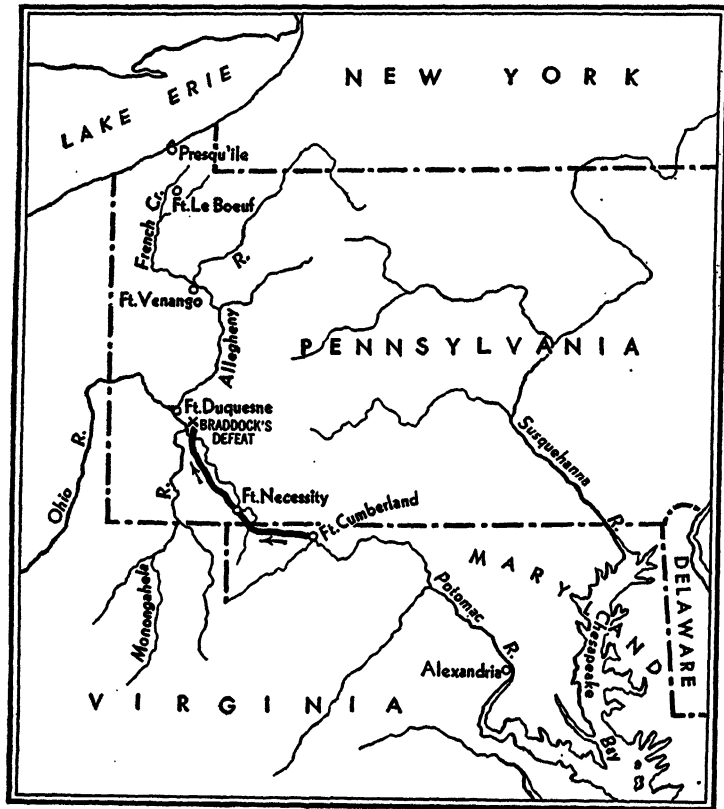 NEW YORK
LAKE ERIE
Presqu'ile
Ft. Le Boeuf
French Cr.
R.
Ft. Venango
Allegheny
PENNSYLVANIA
Ft. Duquesne
BRADDOCK'S
DEFEAT
Ohio R.
R.
Susquehanna R.
Ft. Necessity
Ft. Cumberland
MARYLAND
DELAWARE
Monongahela
Potomac R.
Chesapeake Bay
Alexandria
VIRGINIA